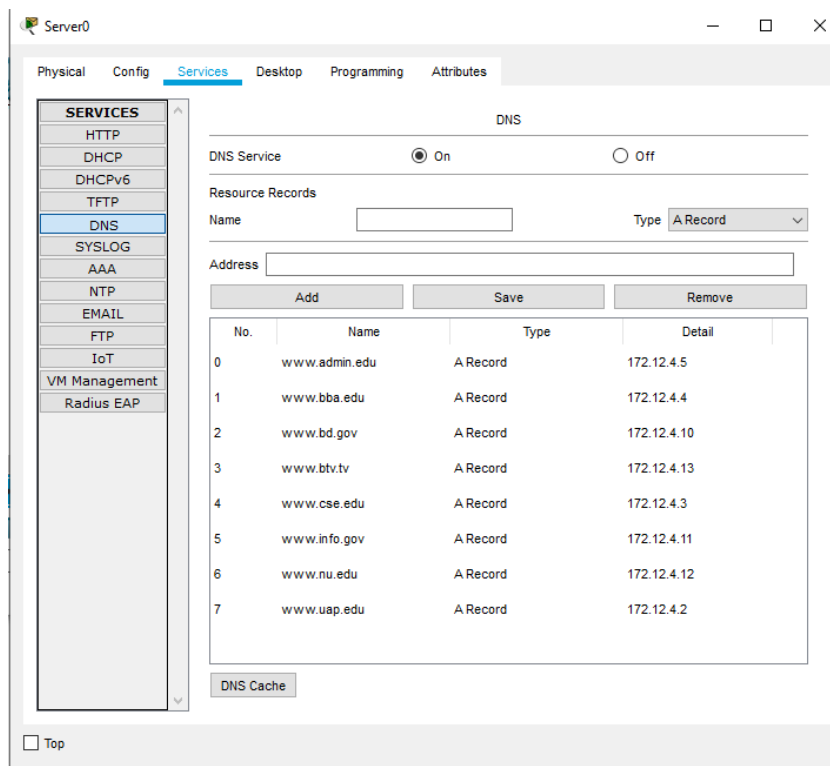 Server0
Physical Config Services Desktop Programming Attributes
SERVICES
HTTP
DHCP
DHCPv6
TFTP
DNS
SYSLOG
AAA
NTP
EMAIL
FTP
IoT
VM Management
Radius EAP
DNS
DNS Service On Off
Resource Records
Name Type A Record
Address
Add Save Remove
No. Name Type Detail
0 www.admin.edu A Record 172.12.4.5
1 www.bba.edu A Record 172.12.4.4
2 www.bd.gov A Record 172.12.4.10
3 www.btv.tv A Record 172.12.4.13
4 www.cse.edu A Record 172.12.4.3
5 www.info.gov A Record 172.12.4.11
6 www.nu.edu A Record 172.12.4.12
7 www.uap.edu A Record 172.12.4.2
DNS Cache
Top